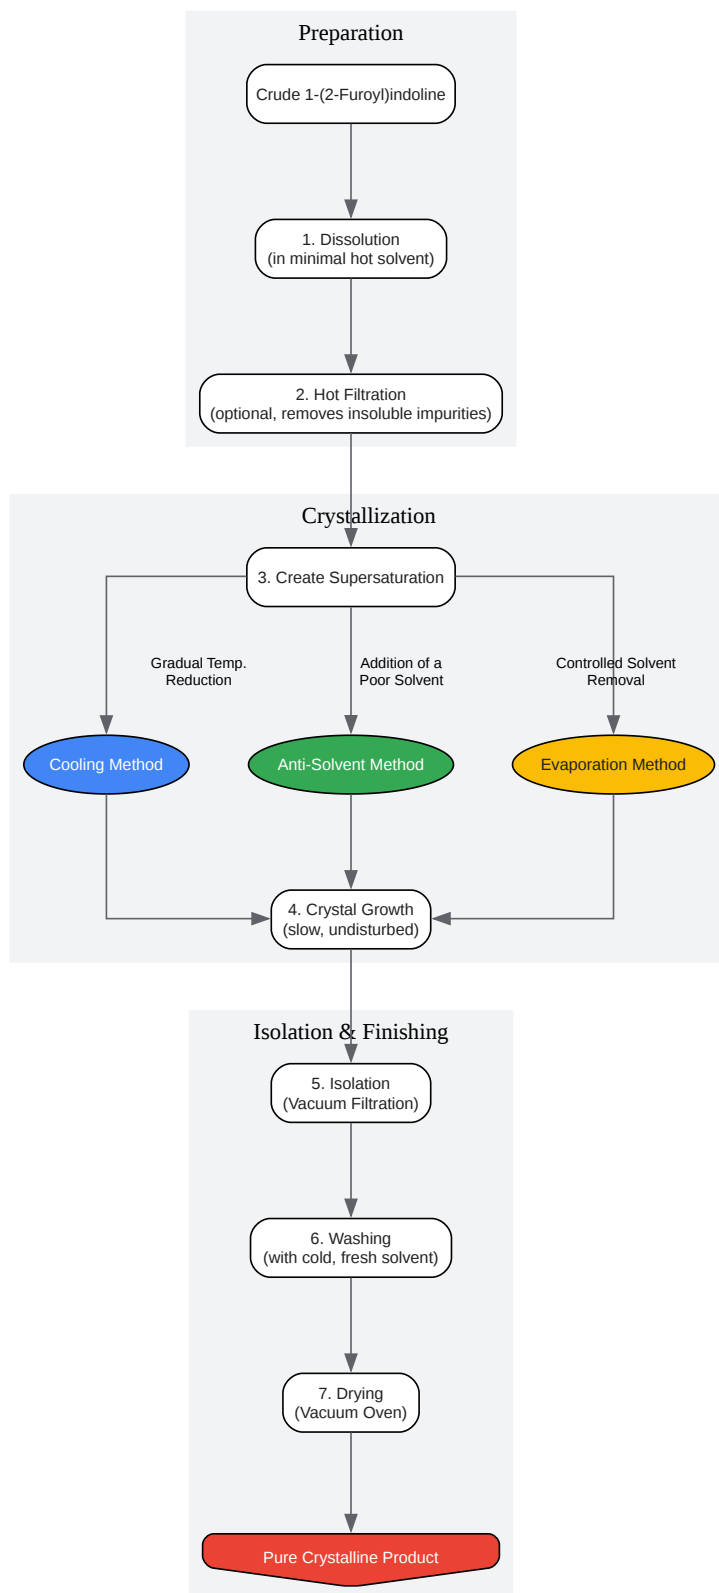 Preparation
Crude 1-(2-Furoyl)indoline
1. Dissolution
(in minimal hot solvent)
2. Hot Filtration
(optional, removes insoluble impurities)
Crystallization
3. Create Supersaturation
Gradual Temp.
Reduction
Addition of a
Poor Solvent
Controlled Solvent
Removal
Cooling Method
Anti-Solvent Method
Evaporation Method
4. Crystal Growth
(slow, undisturbed)
Isolation & Finishing
5. Isolation
(Vacuum Filtration)
6. Washing
(with cold, fresh solvent)
7. Drying
(Vacuum Oven)
Pure Crystalline Product